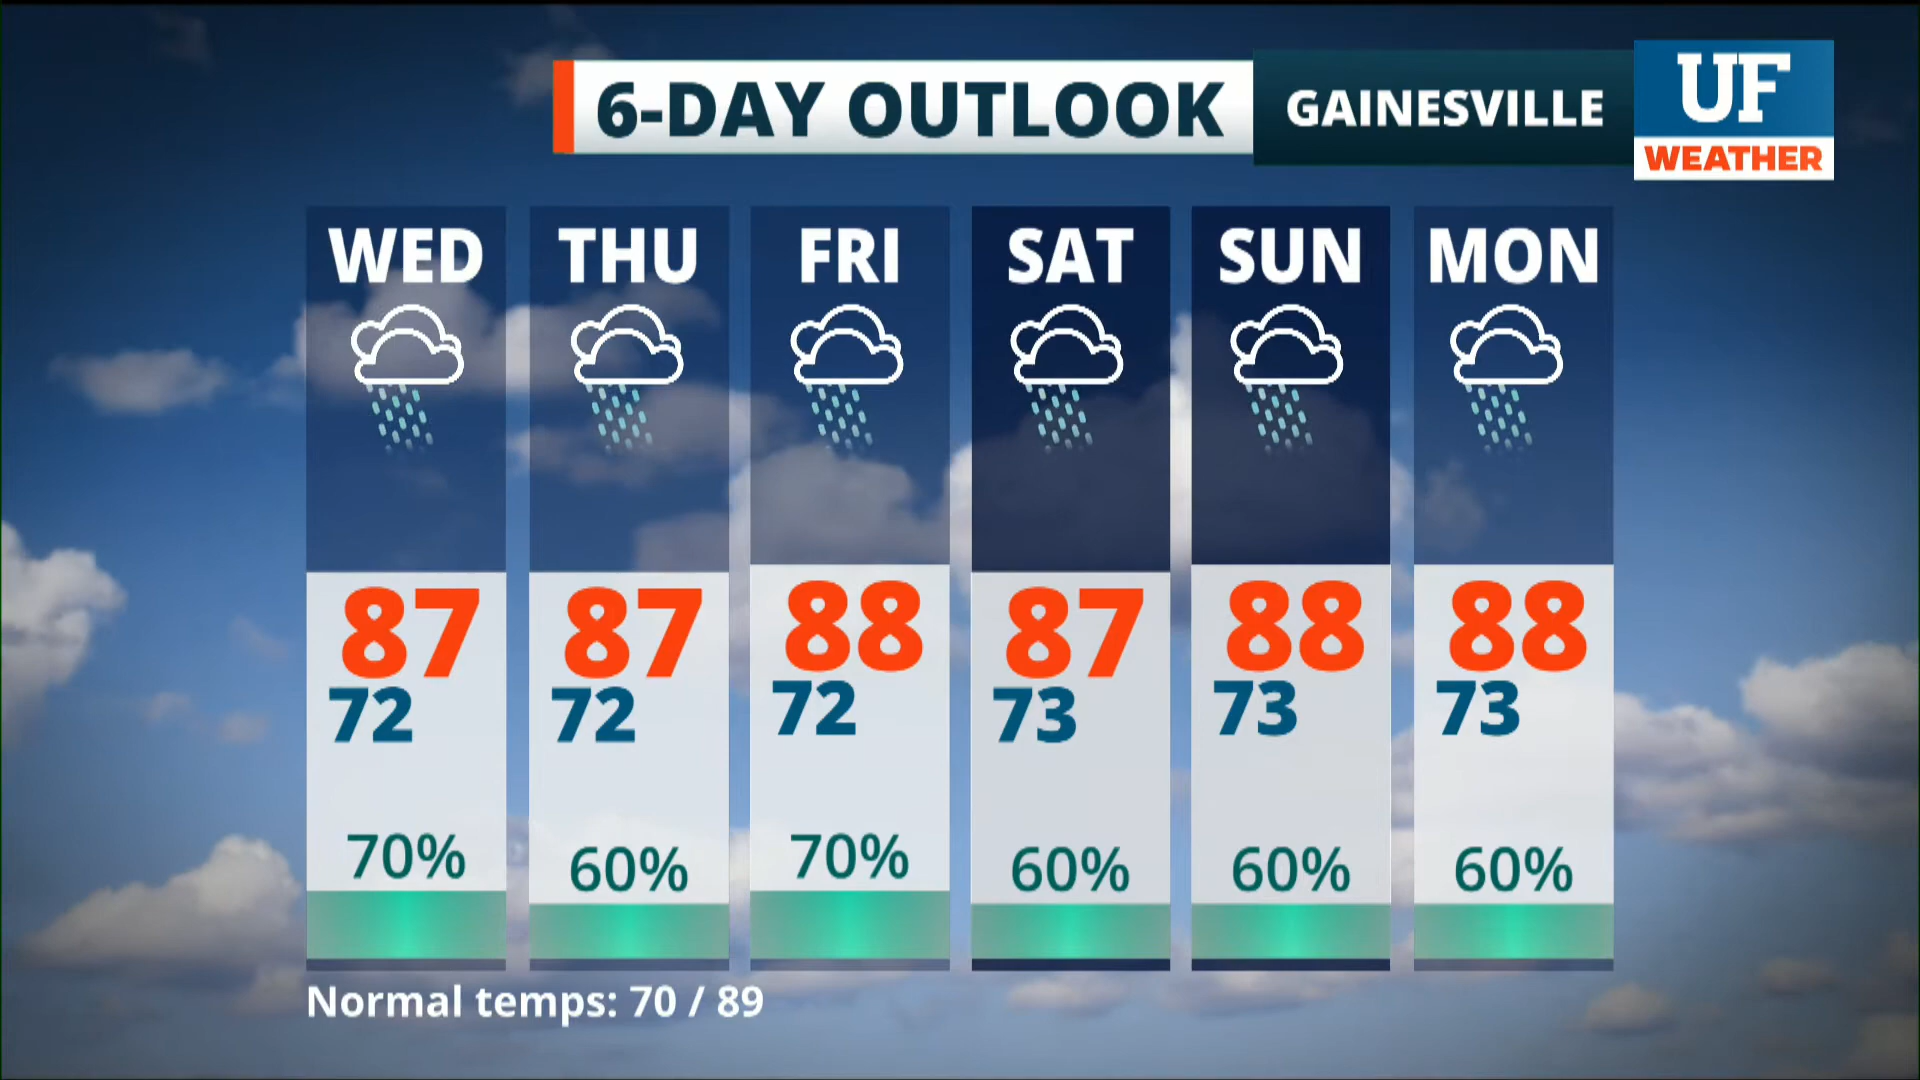 6-DAY OUTLOOK GAINESVILLE UF
WEATHER
WED THU FRI SAT SUN MON
87 87 88 87 88 88
72 72 72 73 73 73
70% 60% 70% 60% 60% 60%
Normal temps: 70 / 89